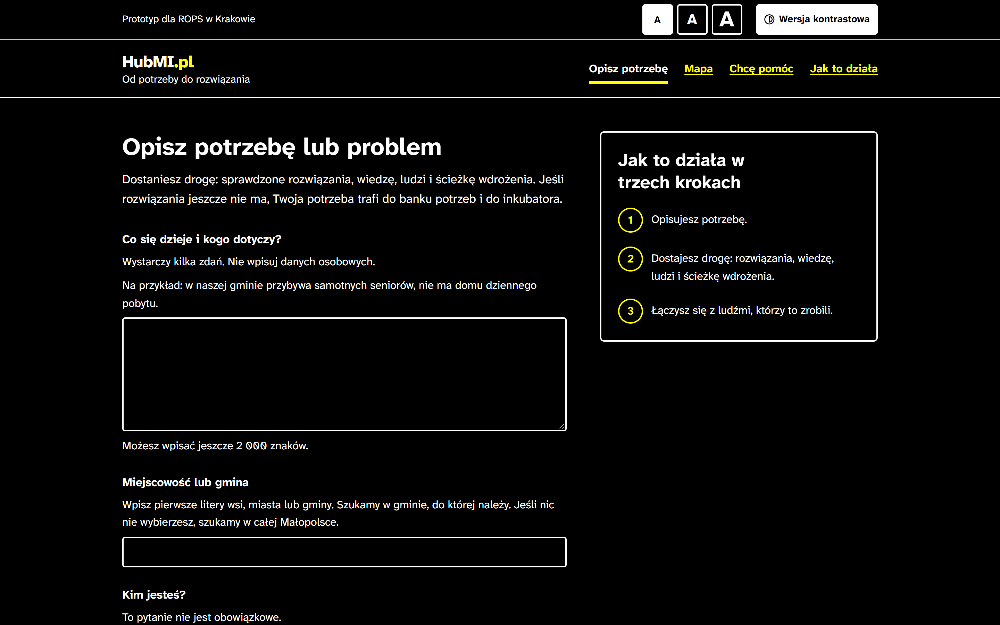 Prototyp dla ROPS w Krakowie
A A A Wersja kontrastowa
HubMI.pl
Od potrzeby do rozwiązania
Opisz potrzebę Mapa Chcę pomóc Jak to działa
Opisz potrzebę lub problem
Dostaniesz drogę: sprawdzone rozwiązania, wiedzę, ludzi i ścieżkę wdrożenia. Jeśli
rozwiązania jeszcze nie ma, Twoja potrzeba trafi do banku potrzeb i do inkubatora.
Co się dzieje i kogo dotyczy?
Wystarczy kilka zdań. Nie wpisuj danych osobowych.
Na przykład: w naszej gminie przybywa samotnych seniorów, nie ma domu dziennego
pobytu.
Możesz wpisać jeszcze 2 000 znaków.
Miejscowość lub gmina
Wpisz pierwsze litery wsi, miasta lub gminy. Szukamy w gminie, do której należy. Jeśli nic
nie wybierzesz, szukamy w całej Małopolsce.
Kim jesteś?
To pytanie nie jest obowiązkowe.
Jak to działa w
trzech krokach
1 Opisujesz potrzebę.
2 Dostajesz drogę: rozwiązania, wiedzę,
ludzi i ścieżkę wdrożenia.
3 Łączysz się z ludźmi, którzy to zrobili.